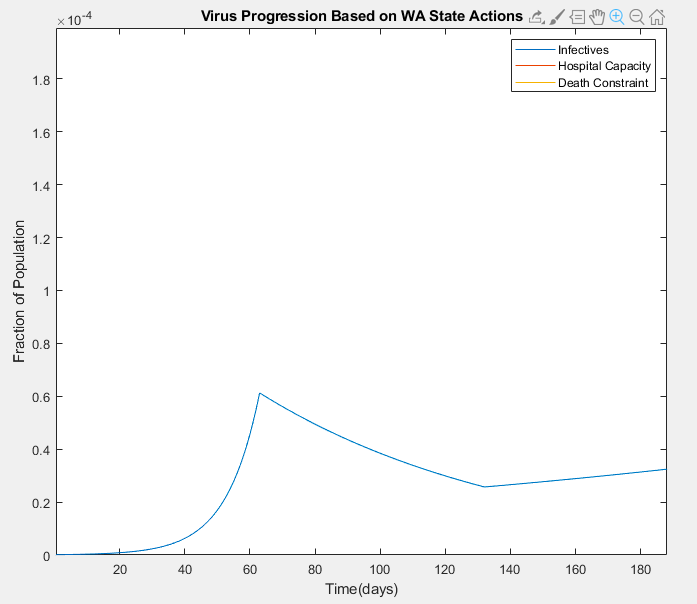 Virus Progression Based on WA State Actions
×10-4
Infectives
Hospital Capacity
Death Constraint
1.8
1.6
1.4
1.2
1
0.8
0.6
0.4
0.2
0
Fraction of Population
20 40 60 80 100 120 140 160 180
Time(days)